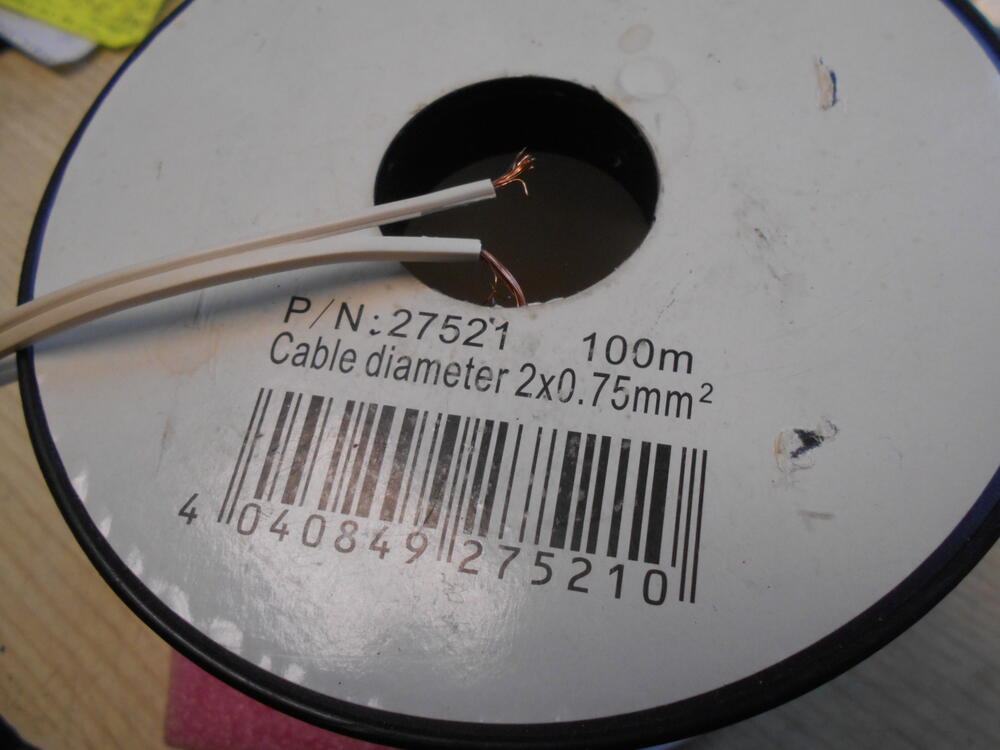 P/N:27521 100m
Cable diameter 2x0.75mm²
4 040849 275210